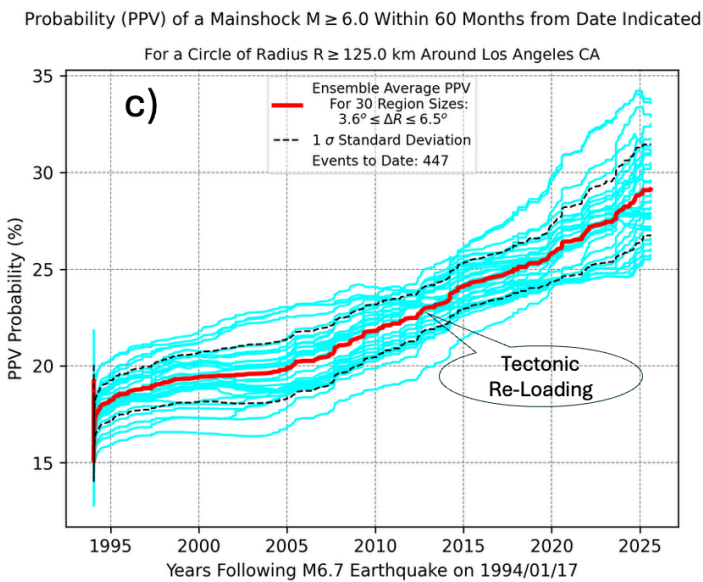 Probability (PPV) of a Mainshock M ≥ 6.0 Within 60 Months from Date Indicated
For a Circle of Radius R ≥ 125.0 km Around Los Angeles CA
c)
Ensemble Average PPV
For 30 Region Sizes:
3.6° ≤ ΔR ≤ 6.5°
1 σ Standard Deviation
Events to Date: 447
PPV Probability (%)
35
30
25
20
15
Tectonic
Re-Loading
1995 2000 2005 2010 2015 2020 2025
Years Following M6.7 Earthquake on 1994/01/17